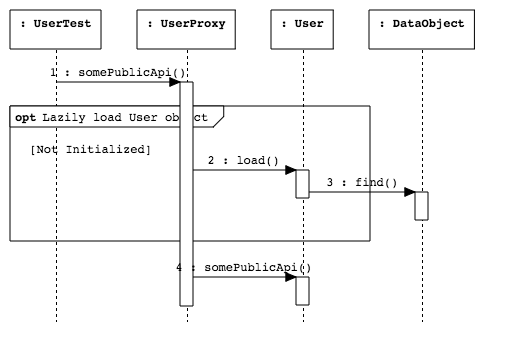 : UserTest
: UserProxy
: User
: DataObject
1 : somePublicApi()
opt Lazily load User object
[Not Initialized]
2 : load()
3 : find()
4 : somePublicApi()